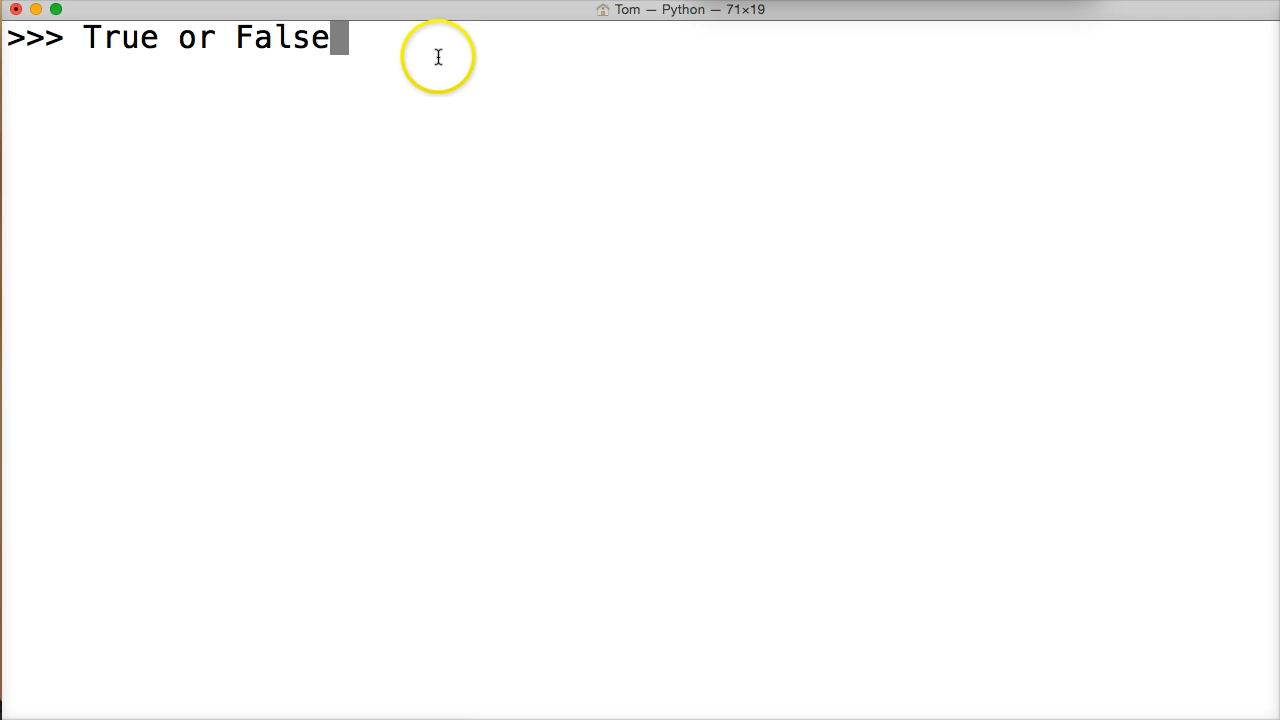 Tom — Python — 71×19
>>> True or False